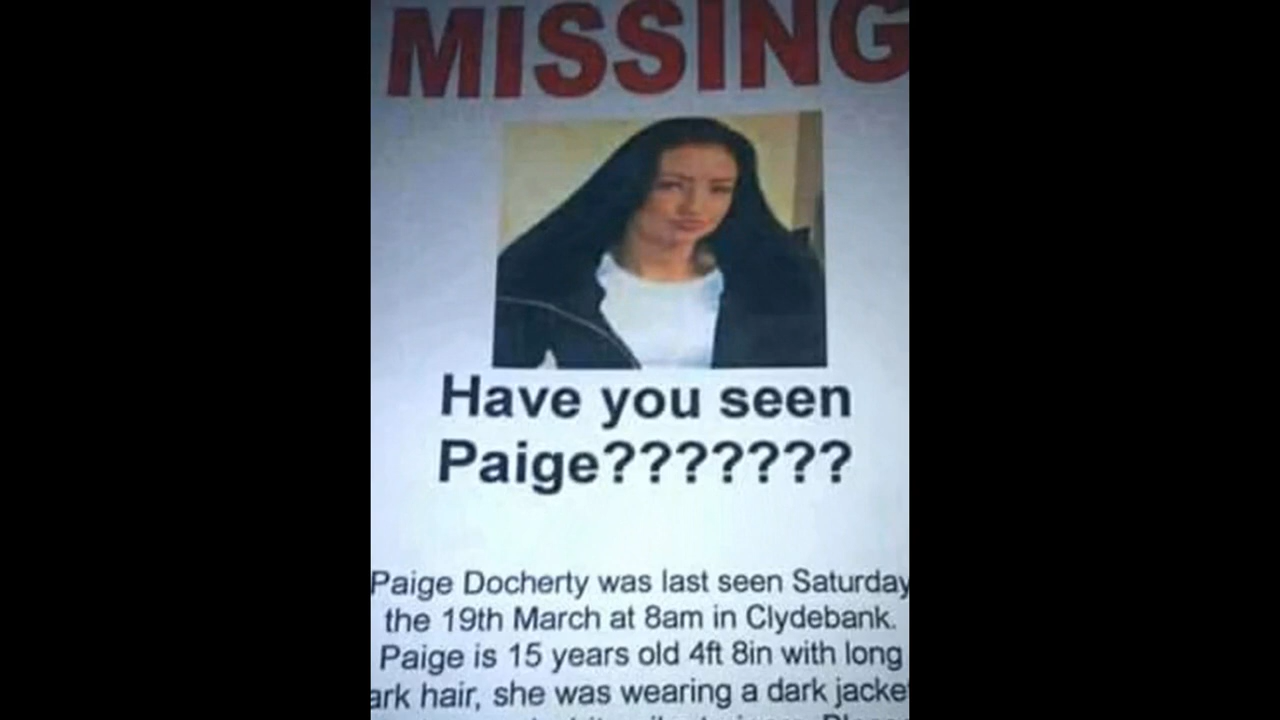 MISSING
Have you seen
Paige???????
Paige Docherty was last seen Saturday
the 19th March at 8am in Clydebank.
Paige is 15 years old 4ft 8in with long
ark hair, she was wearing a dark jacke